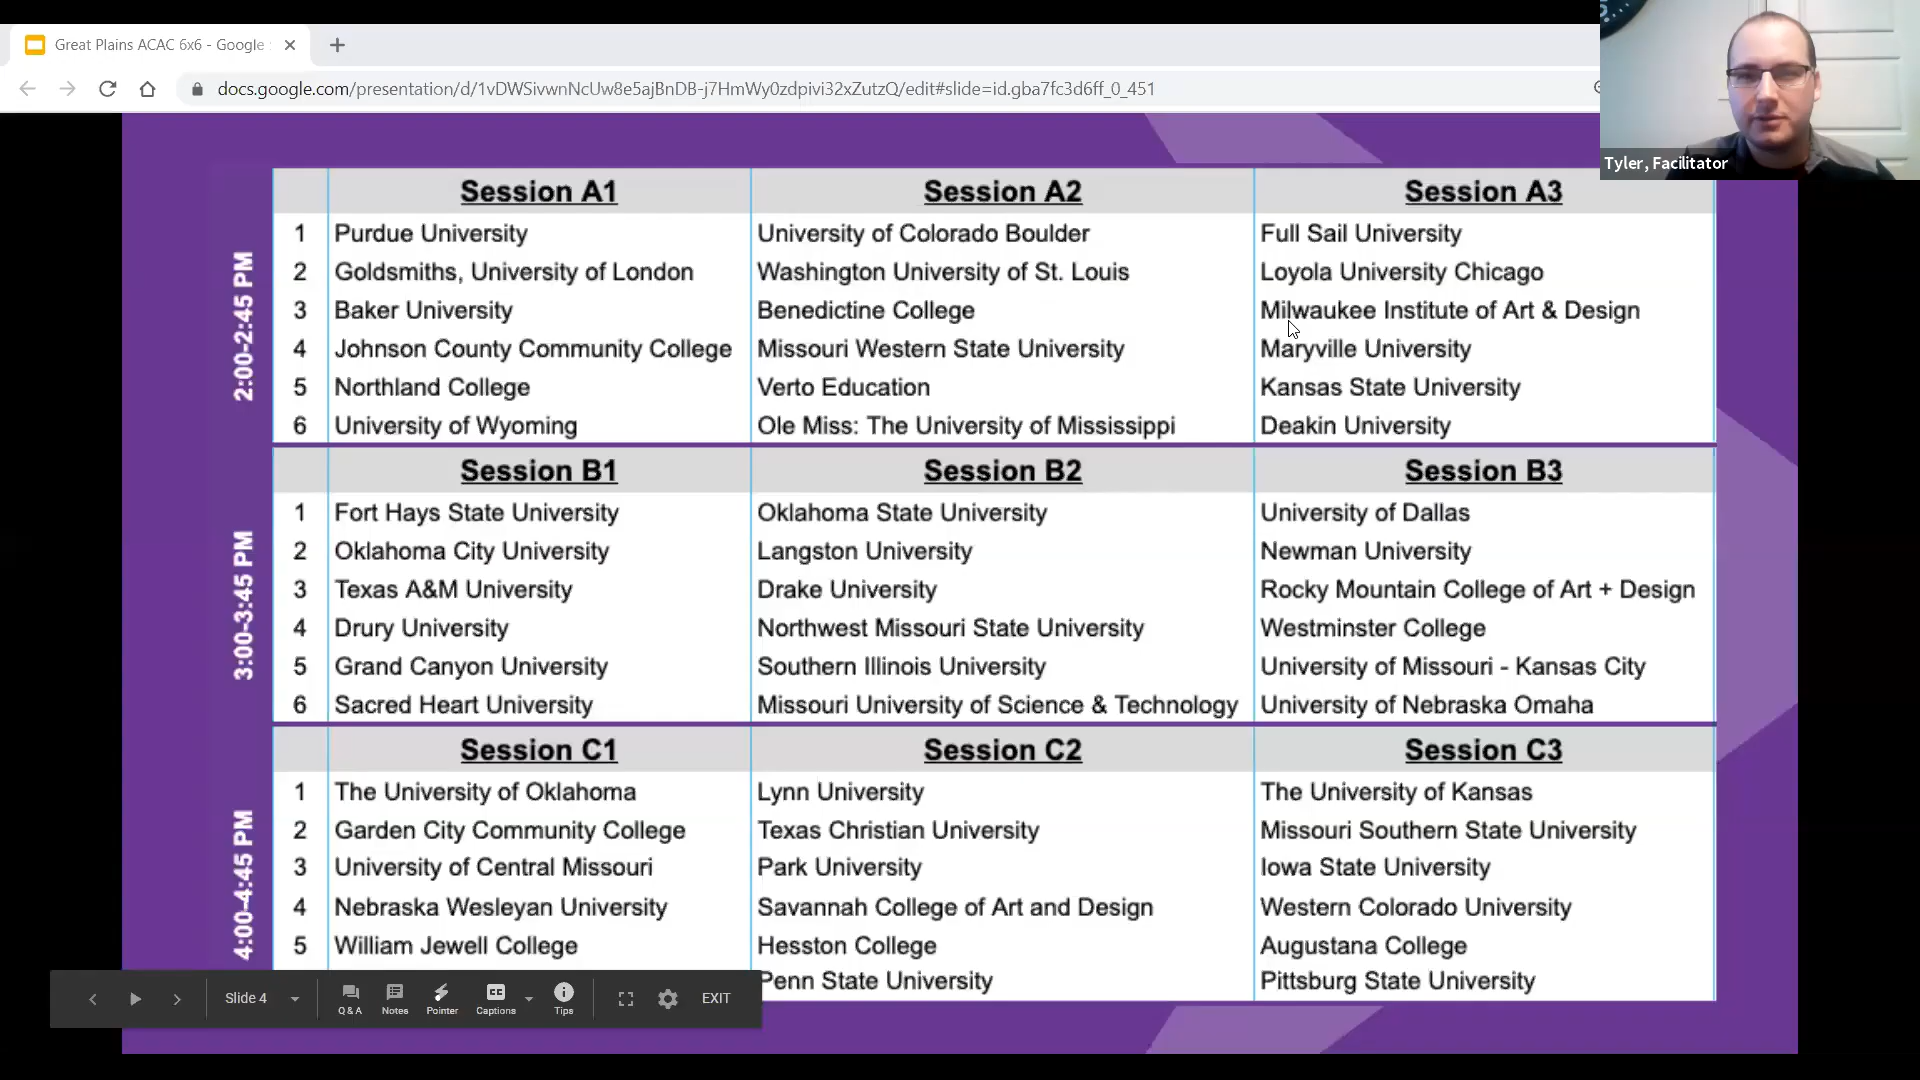 Great Plains ACAC 6x6 - Google
docs.google.com/presentation/d/1vDWSivwnNcUw8e5ajBnDB-j7HmWy0zdpivi32xZutzQ/edit#slide=id.gba7fc3d6ff_0_451
Tyler, Facilitator
Session A1 Session A2 Session A3
2:00-2:45 PM
1 Purdue University University of Colorado Boulder Full Sail University
2 Goldsmiths, University of London Washington University of St. Louis Loyola University Chicago
3 Baker University Benedictine College Milwaukee Institute of Art & Design
4 Johnson County Community College Missouri Western State University Maryville University
5 Northland College Verto Education Kansas State University
6 University of Wyoming Ole Miss: The University of Mississippi Deakin University
Session B1 Session B2 Session B3
3:00-3:45 PM
1 Fort Hays State University Oklahoma State University University of Dallas
2 Oklahoma City University Langston University Newman University
3 Texas A&M University Drake University Rocky Mountain College of Art + Design
4 Drury University Northwest Missouri State University Westminster College
5 Grand Canyon University Southern Illinois University University of Missouri - Kansas City
6 Sacred Heart University Missouri University of Science & Technology University of Nebraska Omaha
Session C1 Session C2 Session C3
4:00-4:45 PM
1 The University of Oklahoma Lynn University The University of Kansas
2 Garden City Community College Texas Christian University Missouri Southern State University
3 University of Central Missouri Park University Iowa State University
4 Nebraska Wesleyan University Savannah College of Art and Design Western Colorado University
5 William Jewell College Hesston College Augustana College
Penn State University Pittsburg State University
Slide 4 Q & A Notes Pointer CC Captions Tips EXIT